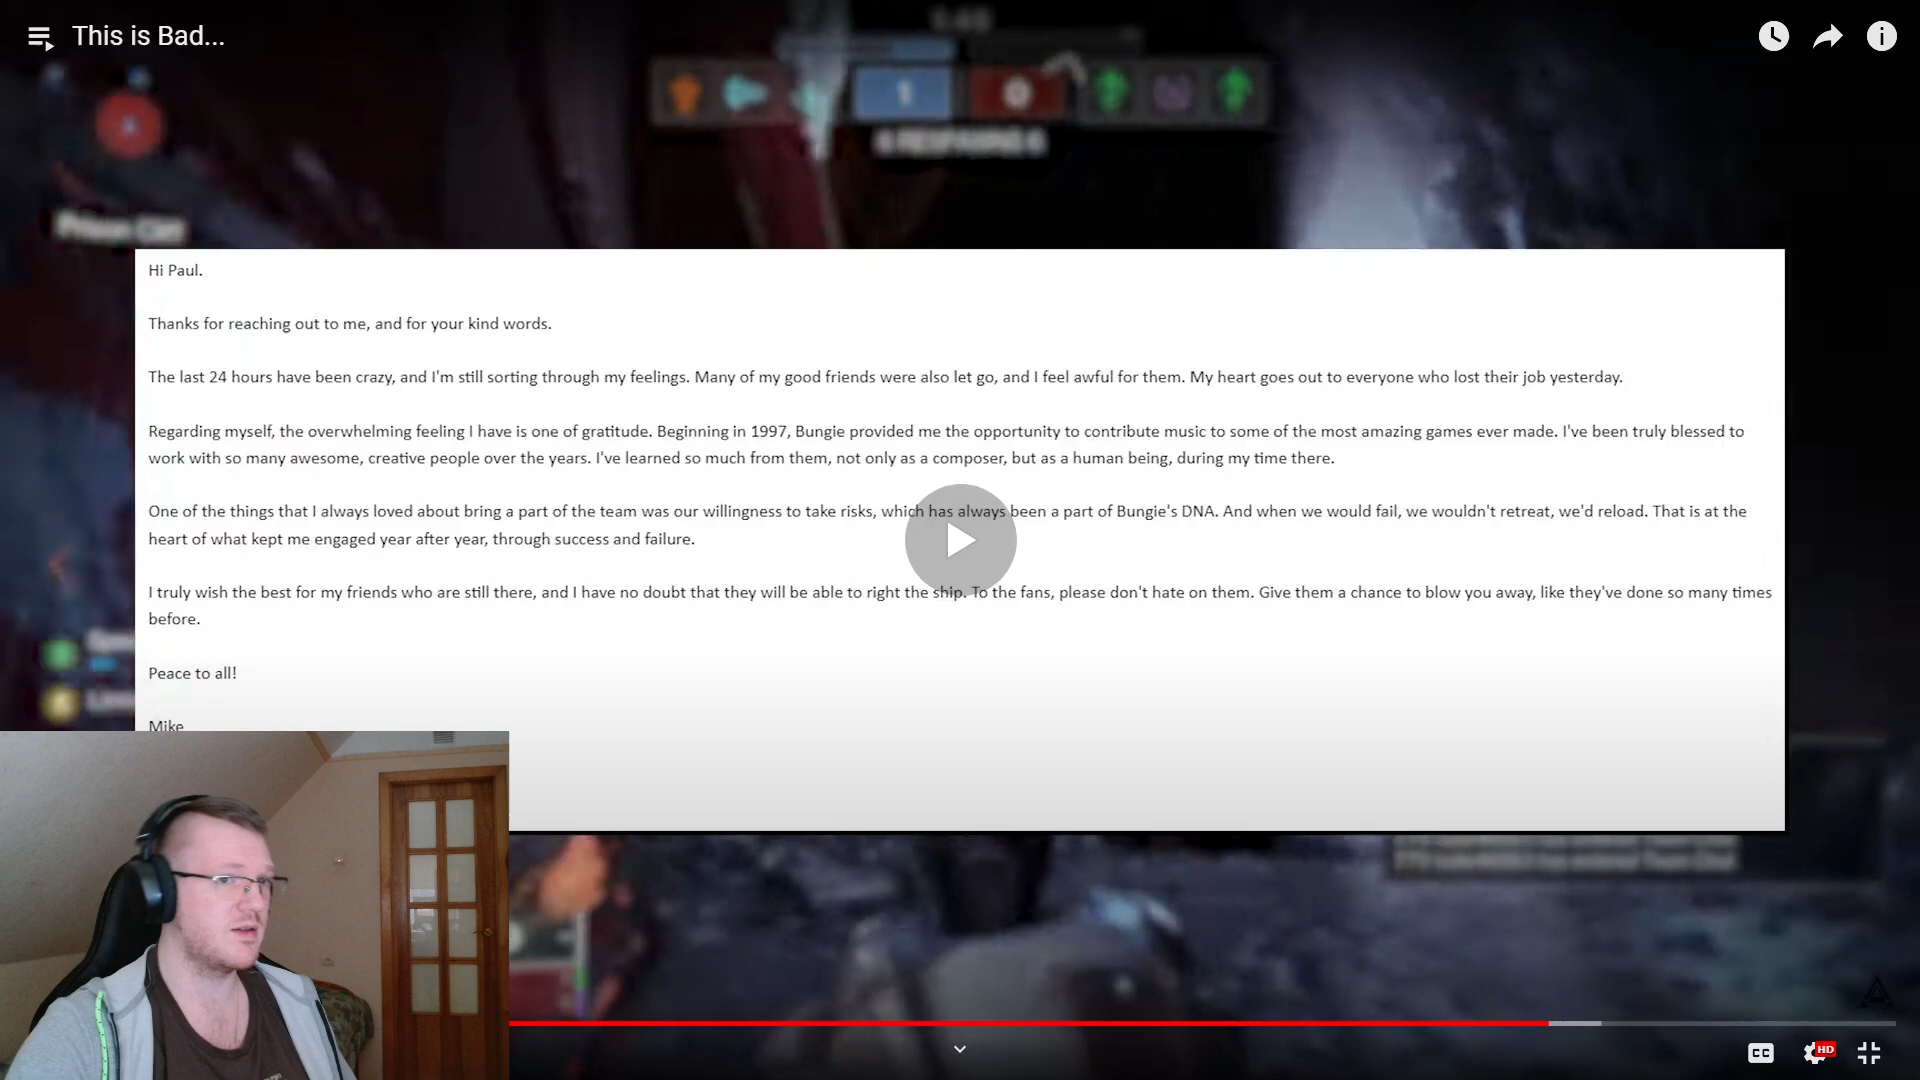 This is Bad...
1
0
Hi Paul.
Thanks for reaching out to me, and for your kind words.
The last 24 hours have been crazy, and I'm still sorting through my feelings. Many of my good friends were also let go, and I feel awful for them. My heart goes out to everyone who lost their job yesterday.
Regarding myself, the overwhelming feeling I have is one of gratitude. Beginning in 1997, Bungie provided me the opportunity to contribute music to some of the most amazing games ever made. I've been truly blessed to
work with so many awesome, creative people over the years. I've learned so much from them, not only as a composer, but as a human being, during my time there.
One of the things that I always loved about bring a part of the team was our willingness to take risks, which has always been a part of Bungie's DNA. And when we would fail, we wouldn't retreat, we'd reload. That is at the
heart of what kept me engaged year after year, through success and failure.
I truly wish the best for my friends who are still there, and I have no doubt that they will be able to right the ship. To the fans, please don't hate on them. Give them a chance to blow you away, like they've done so many times
before.
Peace to all!
Mike
CC
HD